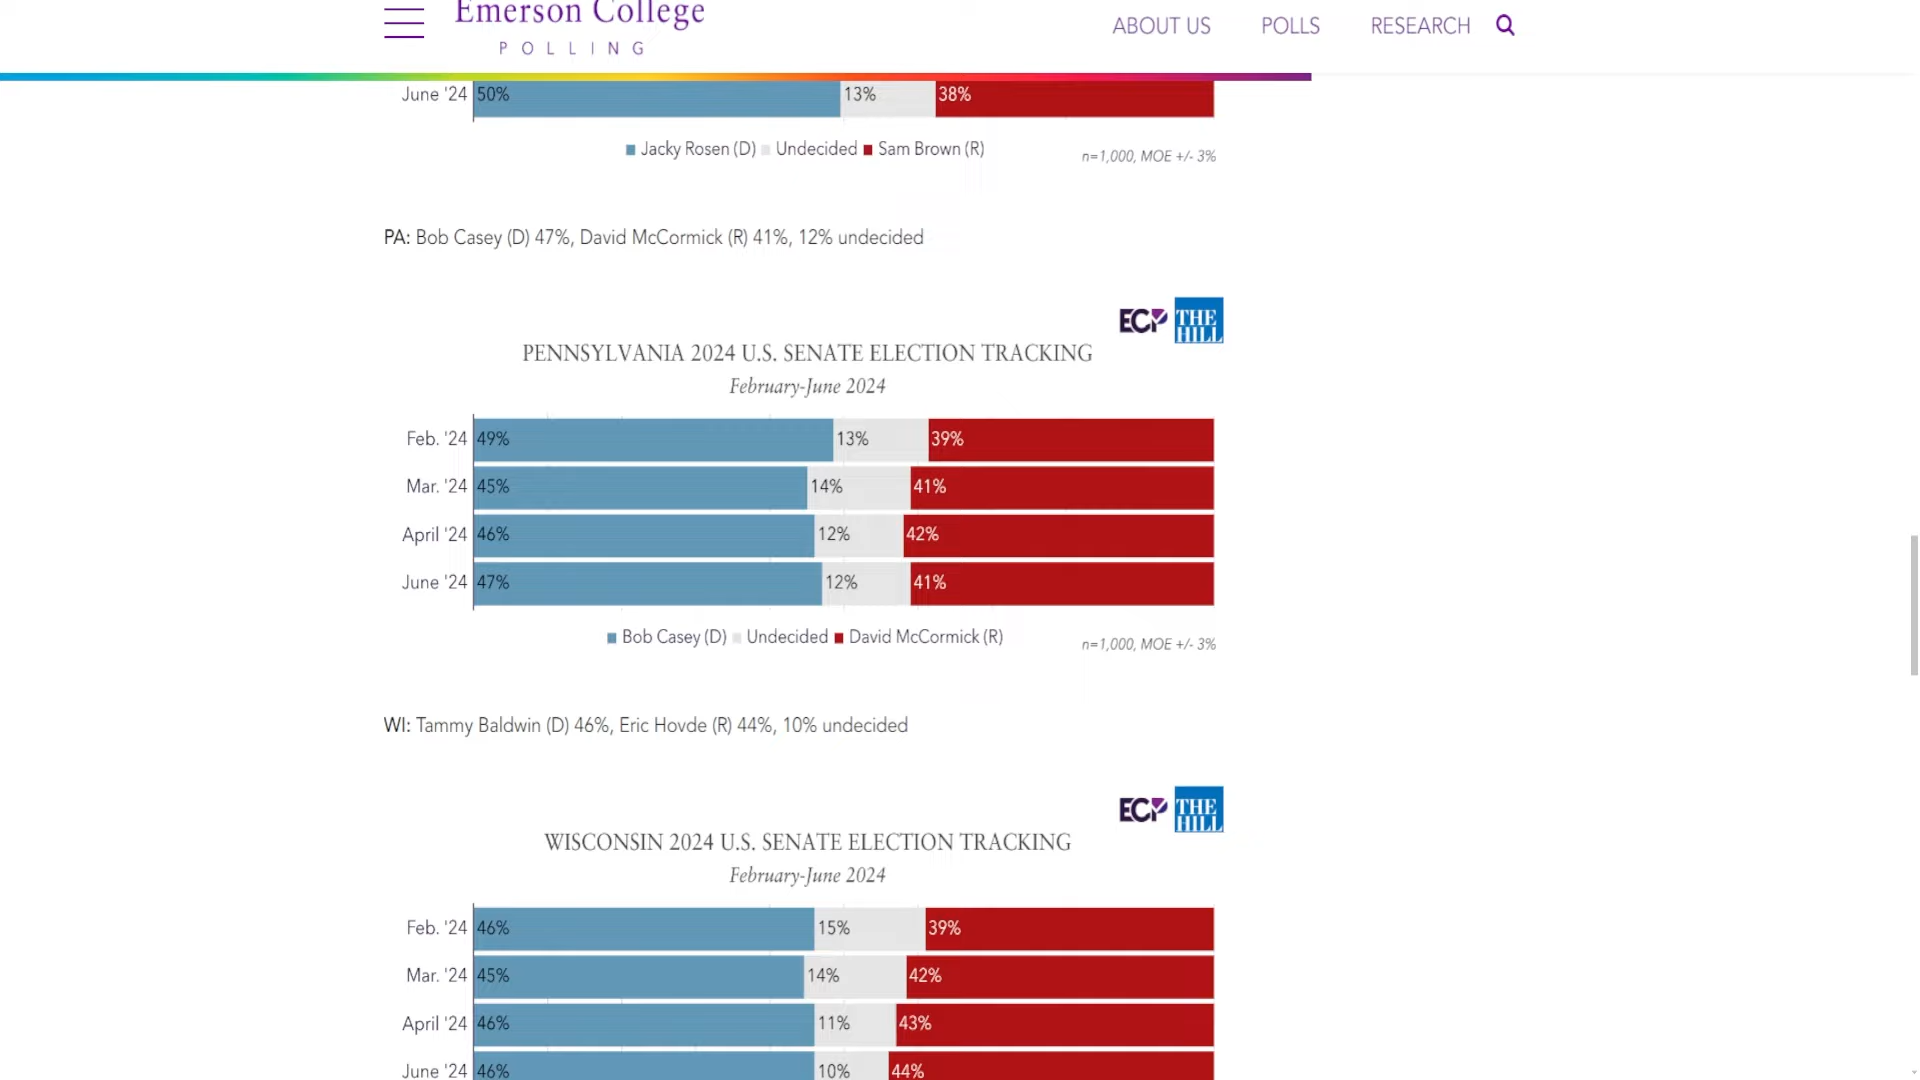 Emerson College
POLLING
ABOUT US
POLLS
RESEARCH
June '24 50% 13% 38%
Jacky Rosen (D) Undecided Sam Brown (R)
n=1,000, MOE +/- 3%
PA: Bob Casey (D) 47%, David McCormick (R) 41%, 12% undecided
ECP THE HILL
PENNSYLVANIA 2024 U.S. SENATE ELECTION TRACKING
February-June 2024
Feb. '24 49% 13% 39%
Mar. '24 45% 14% 41%
April '24 46% 12% 42%
June '24 47% 12% 41%
Bob Casey (D) Undecided David McCormick (R)
n=1,000, MOE +/- 3%
WI: Tammy Baldwin (D) 46%, Eric Hovde (R) 44%, 10% undecided
ECP THE HILL
WISCONSIN 2024 U.S. SENATE ELECTION TRACKING
February-June 2024
Feb. '24 46% 15% 39%
Mar. '24 45% 14% 42%
April '24 46% 11% 43%
June '24 46% 10% 44%